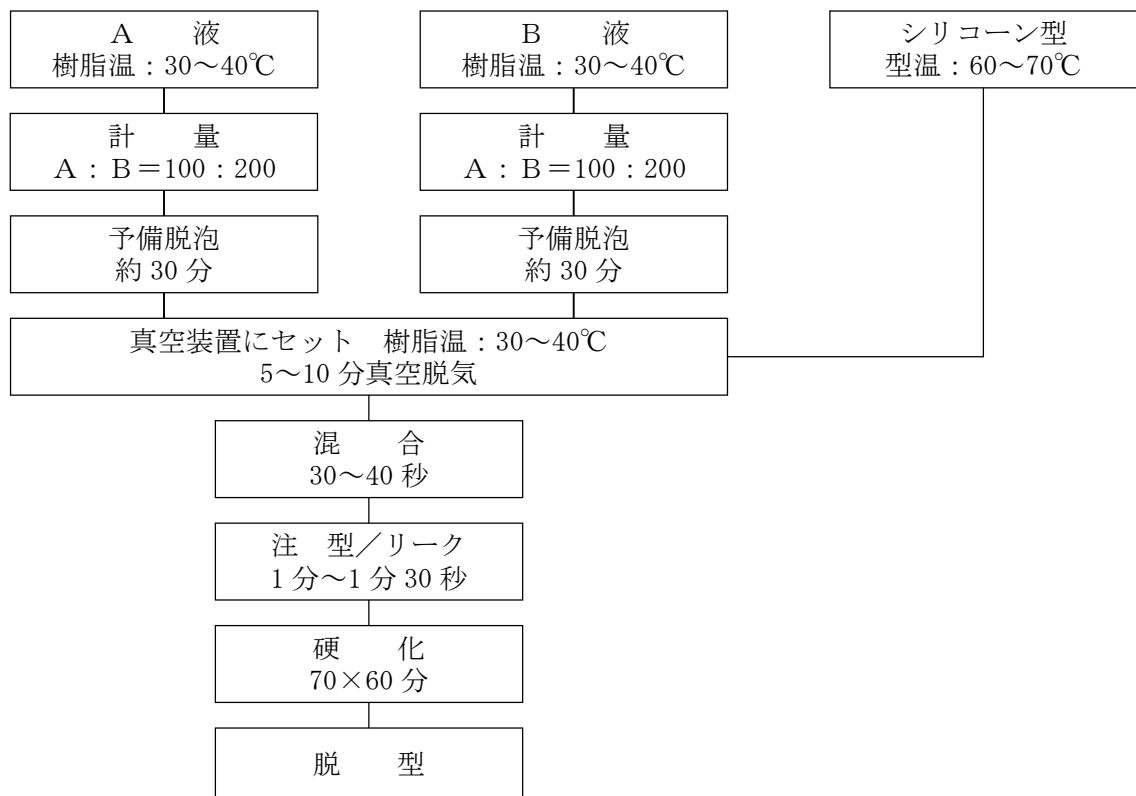 A　　液
樹脂温：30～40℃
B　　液
樹脂温：30～40℃
シリコーン型
型温：60～70℃
計　　量
A：B＝100：200
計　　量
A：B＝100：200
予備脱泡
約 30 分
予備脱泡
約 30 分
真空装置にセット　樹脂温：30～40℃
5～10 分真空脱気
混　　合
30～40 秒
注　型／リーク
1 分～1 分 30 秒
硬　　化
70×60 分
脱　　型